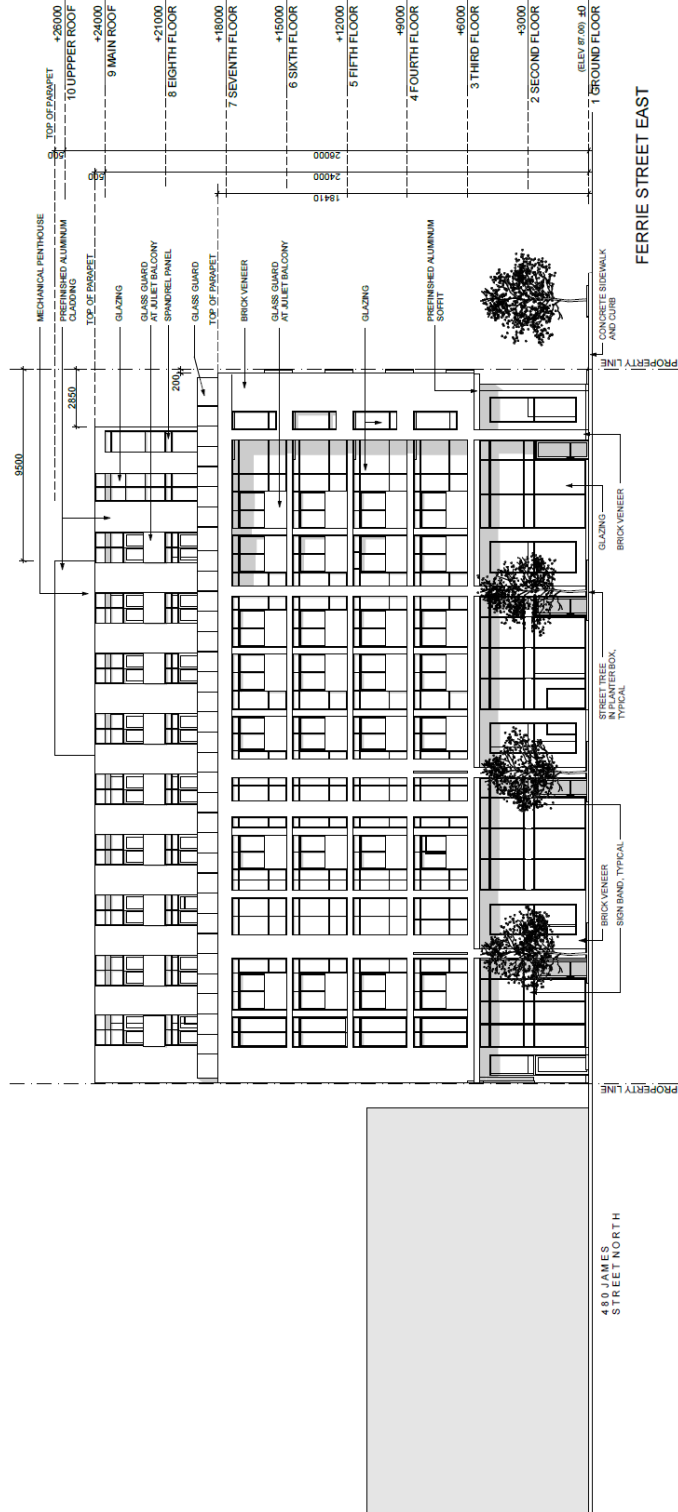 TOP OF PARAPET
+26000
10 UPPPER ROOF
+24000
9 MAIN ROOF
+21000
8 EIGHTH FLOOR
+18000
7 SEVENTH FLOOR
+15000
6 SIXTH FLOOR
+12000
5 FIFTH FLOOR
+9000
4 FOURTH FLOOR
+6000
3 THIRD FLOOR
+3000
2 SECOND FLOOR
(ELEV 87.00) ±0
1 GROUND FLOOR
500
26000
500
24000
18410
MECHANICAL PENTHOUSE
PREFINISHED ALUMINUM
CLADDING
TOP OF PARAPET
GLAZING
GLASS GUARD
AT JULIET BALCONY
SPANDREL PANEL
GLASS GUARD
TOP OF PARAPET
BRICK VENEER
GLASS GUARD
AT JULIET BALCONY
GLAZING
PREFINISHED ALUMINUM
SOFFIT
9500
2850
200
CONCRETE SIDEWALK
AND CURB
FERRIE STREET EAST
PROPERTY LINE
GLAZING
BRICK VENEER
STREET TREE
IN PLANTER BOX,
TYPICAL
BRICK VENEER
SIGN BAND, TYPICAL
PROPERTY LINE
480 JAMES
STREET NORTH